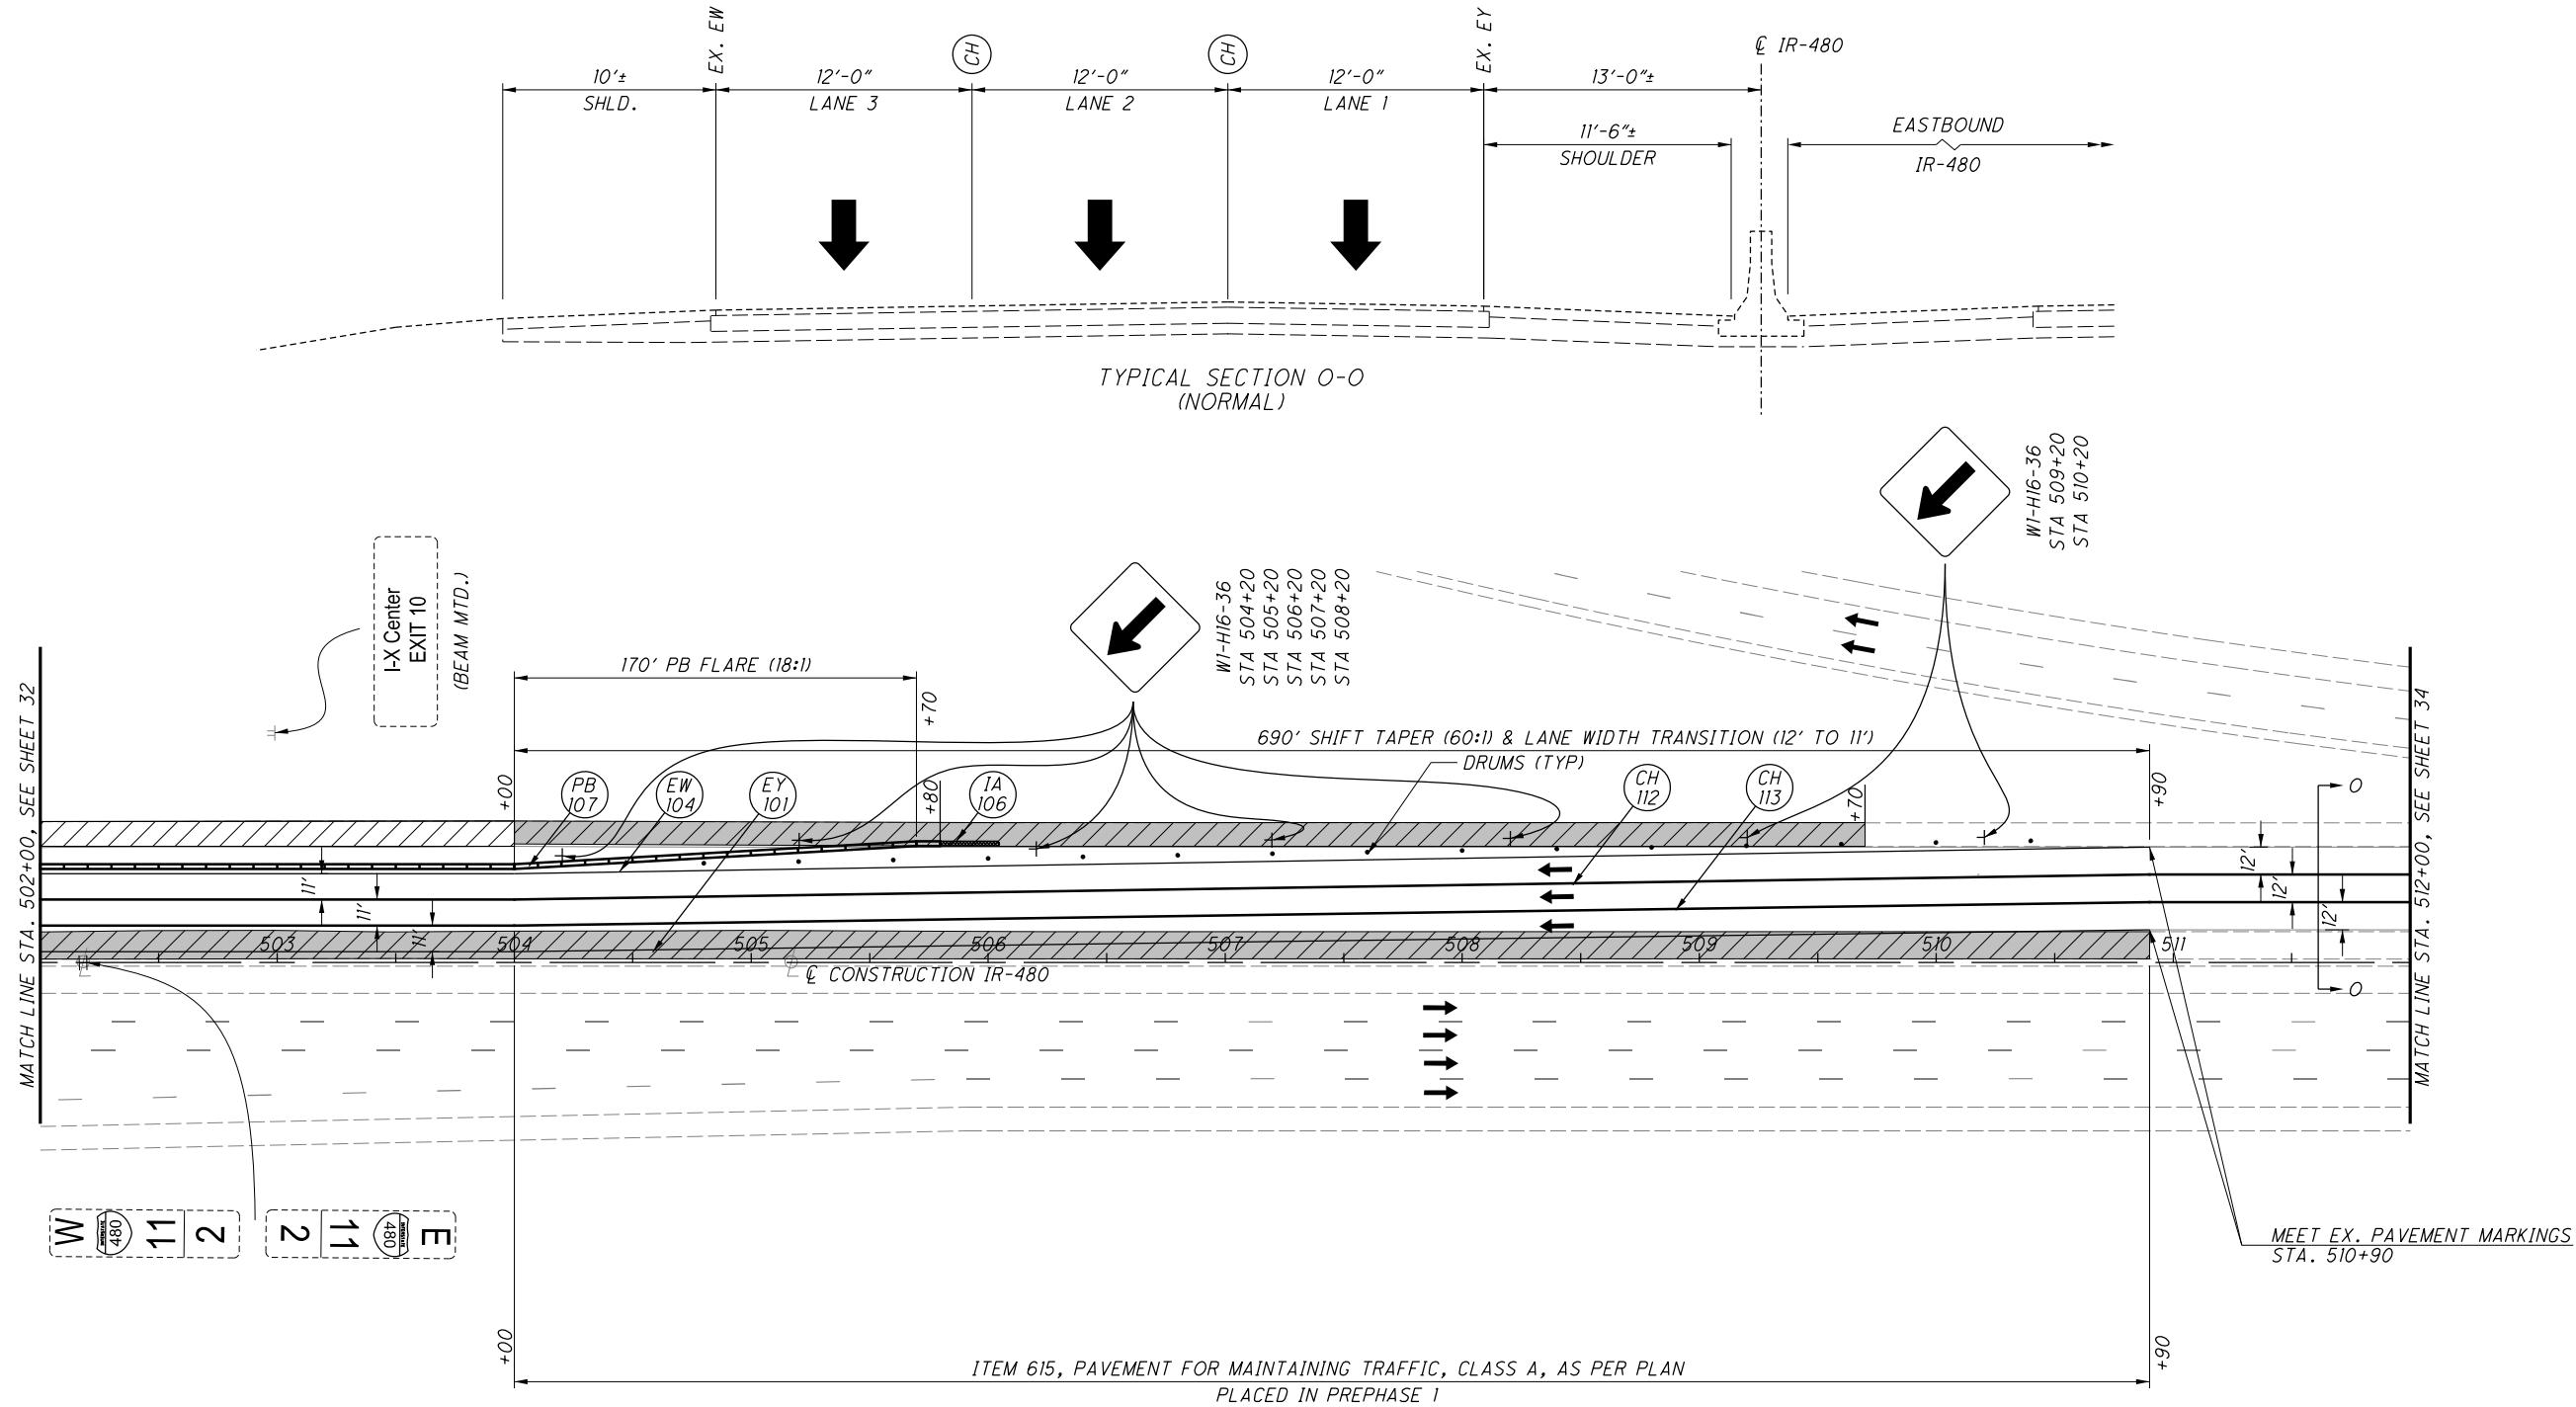 EX. EW
CH
CH
EX. EY
℄ IR-480
10'±
SHLD.
12'-0"
LANE 3
12'-0"
LANE 2
12'-0"
LANE 1
13'-0"±
11'-6"±
SHOULDER
EASTBOUND
IR-480
TYPICAL SECTION O-O
(NORMAL)
W1-H16-36
STA 509+20
STA 510+20
I-X Center
EXIT 10
(BEAM MTD.)
W1-H16-36
STA 504+20
STA 505+20
STA 506+20
STA 507+20
STA 508+20
MATCH LINE STA. 502+00, SEE SHEET 32
170' PB FLARE (18:1)
+70
690' SHIFT TAPER (60:1) & LANE WIDTH TRANSITION (12' TO 11')
DRUMS (TYP)
+00
PB
107
EW
104
EY
101
+80
IA
106
CH
112
CH
113
+70
+90
O
O
MATCH LINE STA. 512+00, SEE SHEET 34
11'
11'
11'
12'
12'
12'
503
504
505
506
507
508
509
510
511
℄ CONSTRUCTION IR-480
W
480
11
2
2
11
480
E
MEET EX. PAVEMENT MARKINGS
STA. 510+90
+00
+90
ITEM 615, PAVEMENT FOR MAINTAINING TRAFFIC, CLASS A, AS PER PLAN
PLACED IN PREPHASE 1